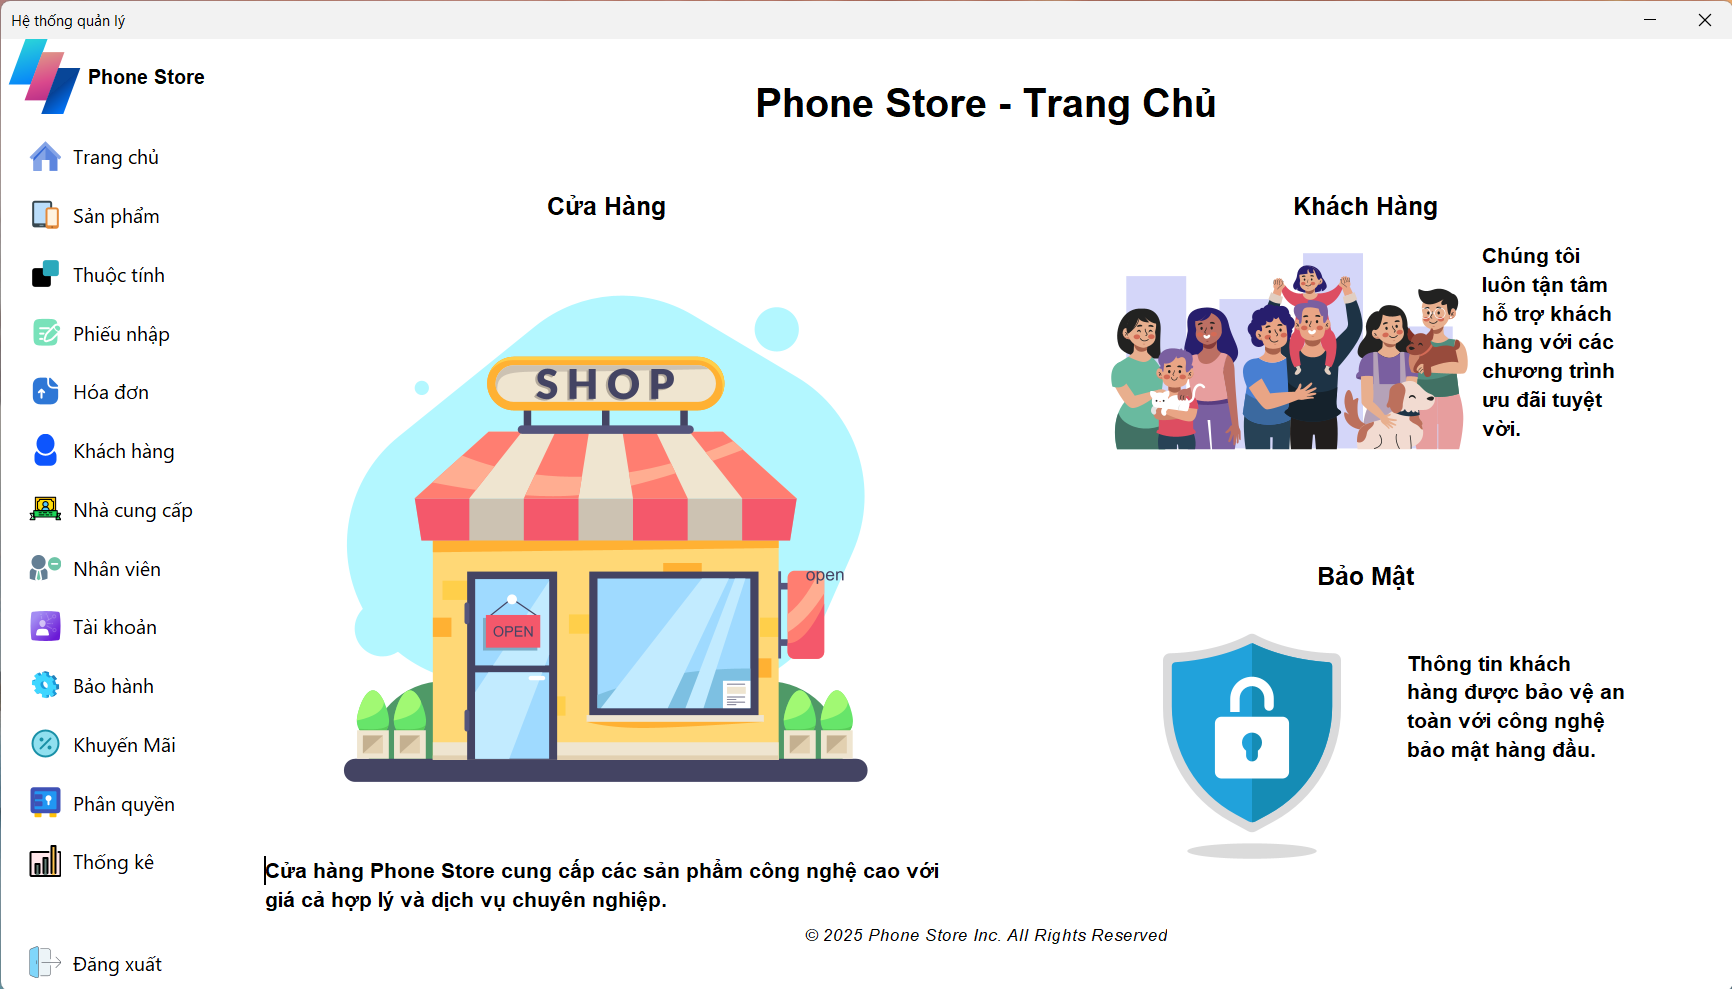 Hệ thống quản lý
Phone Store
Trang chủ
Sản phẩm
Thuộc tính
Phiếu nhập
Hóa đơn
Khách hàng
Nhà cung cấp
Nhân viên
Tài khoản
Bảo hành
Khuyến Mãi
Phân quyền
Thống kê
Đăng xuất
Phone Store - Trang Chủ
Cửa Hàng
SHOP
OPEN
open
Cửa hàng Phone Store cung cấp các sản phẩm công nghệ cao với
giá cả hợp lý và dịch vụ chuyên nghiệp.
Khách Hàng
Chúng tôi
luôn tận tâm
hỗ trợ khách
hàng với các
chương trình
ưu đãi tuyệt
vời.
Bảo Mật
Thông tin khách
hàng được bảo vệ an
toàn với công nghệ
bảo mật hàng đầu.
© 2025 Phone Store Inc. All Rights Reserved